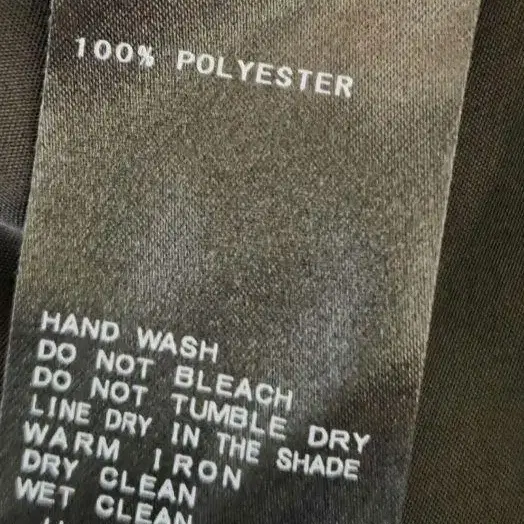 100% POLYESTER
HAND WASH
DO NOT BLEACH
DO NOT TUMBLE DRY
LINE DRY IN THE SHADE
WARM IRON
DRY CLEAN
WET CLEAN